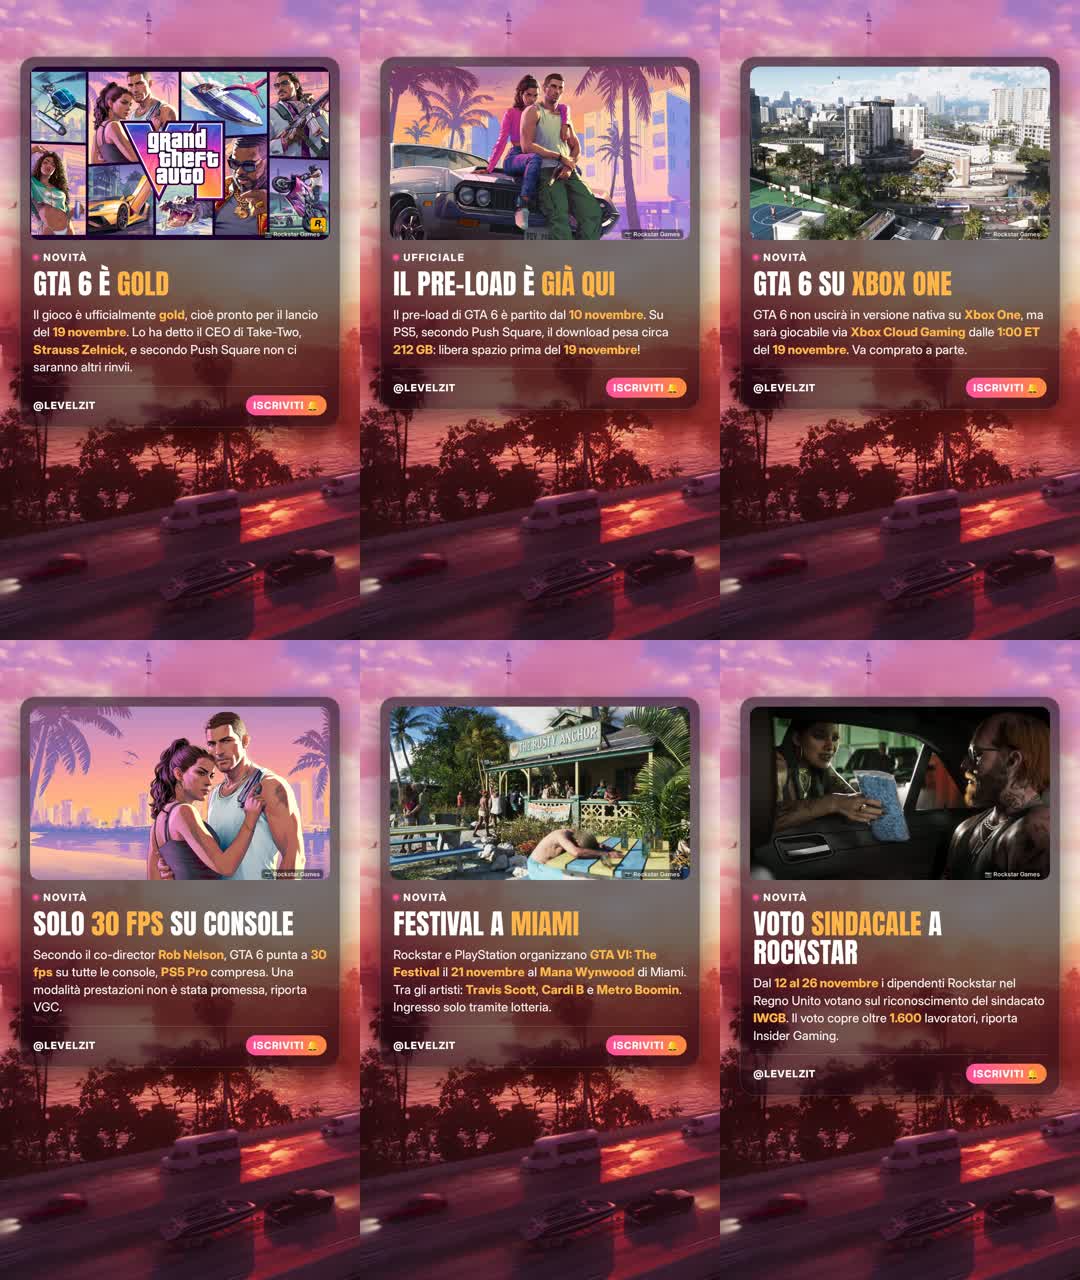 grand
theft
auto
R
Rockstar Games
NOVITÀ
GTA 6 È GOLD
Il gioco è ufficialmente gold, cioè pronto per il lancio
del 19 novembre. Lo ha detto il CEO di Take-Two,
Strauss Zelnick, e secondo Push Square non ci
saranno altri rinvii.
@LEVELZIT
ISCRIVITI 🔔
Rockstar Games
UFFICIALE
IL PRE-LOAD È GIÀ QUI
Il pre-load di GTA 6 è partito dal 10 novembre. Su
PS5, secondo Push Square, il download pesa circa
212 GB: libera spazio prima del 19 novembre!
@LEVELZIT
ISCRIVITI 🔔
Rockstar Games
NOVITÀ
GTA 6 SU XBOX ONE
GTA 6 non uscirà in versione nativa su Xbox One, ma
sarà giocabile via Xbox Cloud Gaming dalle 1:00 ET
del 19 novembre. Va comprato a parte.
@LEVELZIT
ISCRIVITI 🔔
Rockstar Games
NOVITÀ
SOLO 30 FPS SU CONSOLE
Secondo il co-director Rob Nelson, GTA 6 punta a 30
fps su tutte le console, PS5 Pro compresa. Una
modalità prestazioni non è stata promessa, riporta
VGC.
@LEVELZIT
ISCRIVITI 🔔
THE RUSTY ANCHOR
Rockstar Games
NOVITÀ
FESTIVAL A MIAMI
Rockstar e PlayStation organizzano GTA VI: The
Festival il 21 novembre al Mana Wynwood di Miami.
Tra gli artisti: Travis Scott, Cardi B e Metro Boomin.
Ingresso solo tramite lotteria.
@LEVELZIT
ISCRIVITI 🔔
Rockstar Games
NOVITÀ
VOTO SINDACALE A
ROCKSTAR
Dal 12 al 26 novembre i dipendenti Rockstar nel
Regno Unito votano sul riconoscimento del sindacato
IWGB. Il voto copre oltre 1.600 lavoratori, riporta
Insider Gaming.
@LEVELZIT
ISCRIVITI 🔔